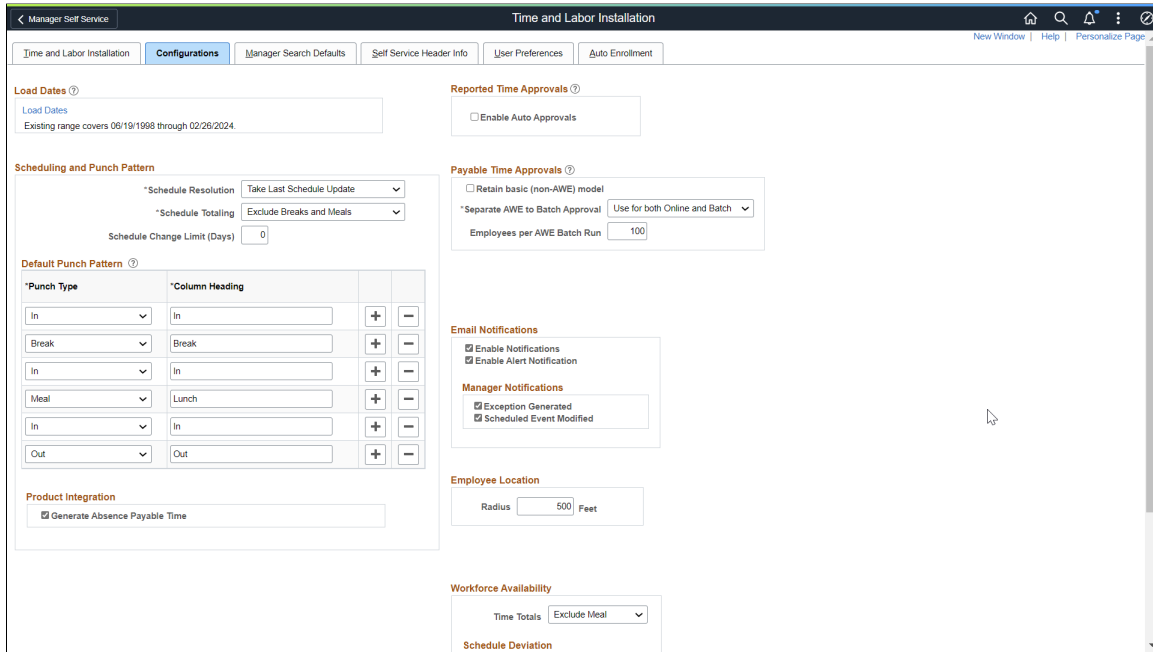 Manager Self Service
Time and Labor Installation
New Window | Help | Personalize Page
Time and Labor Installation
Configurations
Manager Search Defaults
Self Service Header Info
User Preferences
Auto Enrollment
Load Dates
Load Dates
Existing range covers 06/19/1998 through 02/26/2024.
Scheduling and Punch Pattern
*Schedule Resolution Take Last Schedule Update
*Schedule Totaling Exclude Breaks and Meals
Schedule Change Limit (Days) 0
Default Punch Pattern
*Punch Type *Column Heading
In In
Break Break
In In
Meal Lunch
In In
Out Out
Product Integration
Generate Absence Payable Time
Reported Time Approvals
Enable Auto Approvals
Payable Time Approvals
Retain basic (non-AWE) model
*Separate AWE to Batch Approval Use for both Online and Batch
Employees per AWE Batch Run 100
Email Notifications
Enable Notifications
Enable Alert Notification
Manager Notifications
Exception Generated
Scheduled Event Modified
Employee Location
Radius 500 Feet
Workforce Availability
Time Totals Exclude Meal
Schedule Deviation